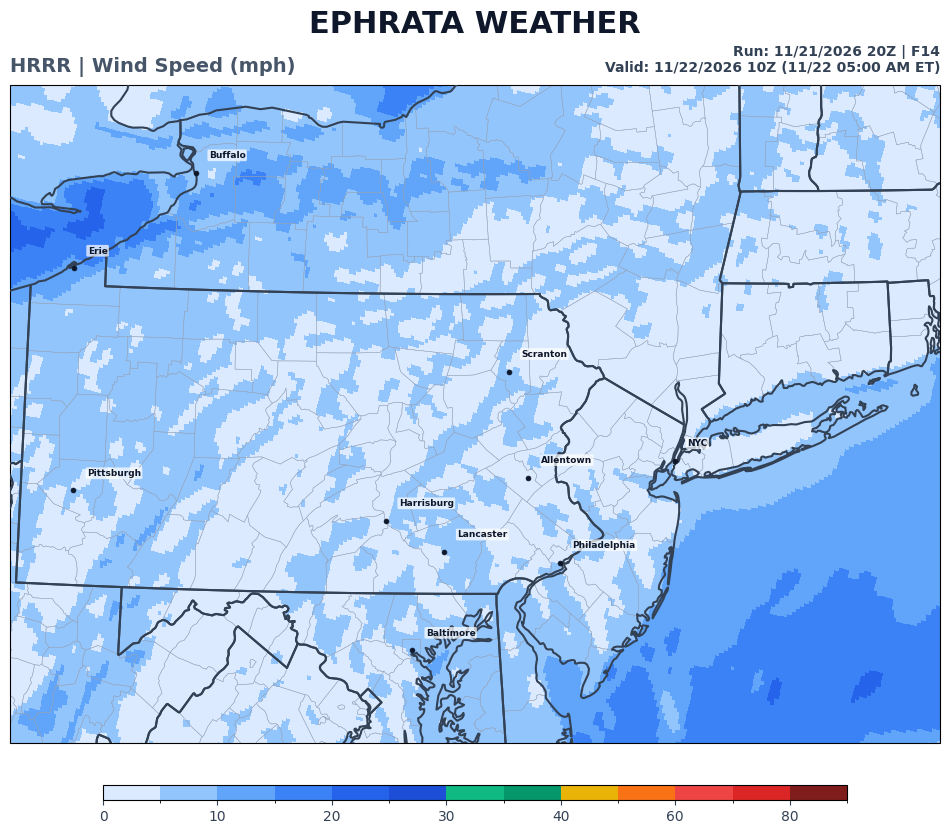 EPHRATA WEATHER
HRRR | Wind Speed (mph)
Run: 11/21/2026 20Z | F14
Valid: 11/22/2026 10Z (11/22 05:00 AM ET)
Buffalo
Erie
Scranton
NYC
Allentown
Pittsburgh
Harrisburg
Lancaster
Philadelphia
Baltimore
0 10 20 30 40 60 80